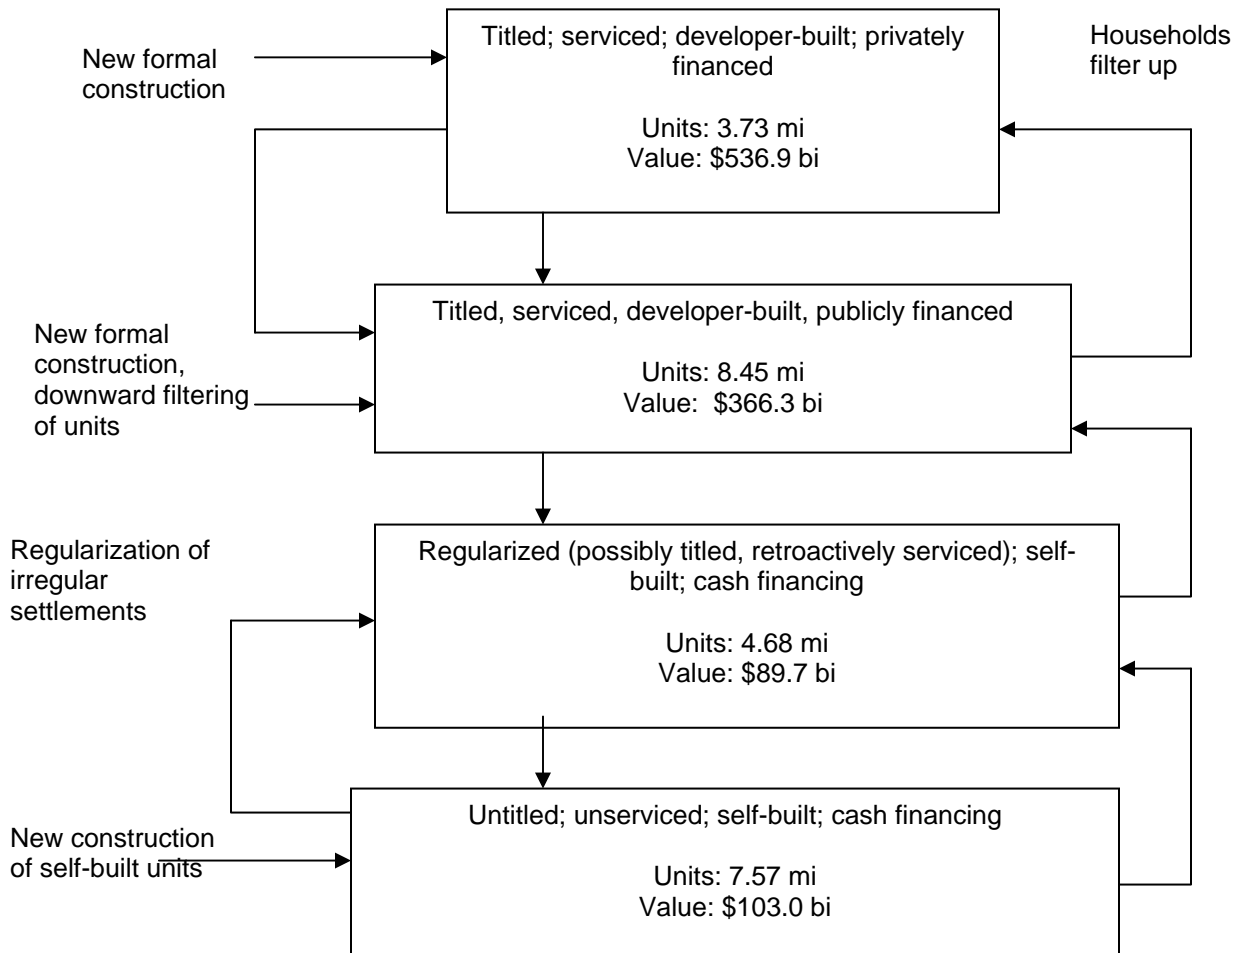 New formal
construction
Titled; serviced; developer-built; privately
financed
Units: 3.73 mi
Value: $536.9 bi
Households
filter up
New formal
construction,
downward filtering
of units
Titled, serviced, developer-built, publicly financed
Units: 8.45 mi
Value:  $366.3 bi
Regularization of
irregular
settlements
Regularized (possibly titled, retroactively serviced); self-
built; cash financing
Units: 4.68 mi
Value: $89.7 bi
New construction
of self-built units
Untitled; unserviced; self-built; cash financing
Units: 7.57 mi
Value: $103.0 bi